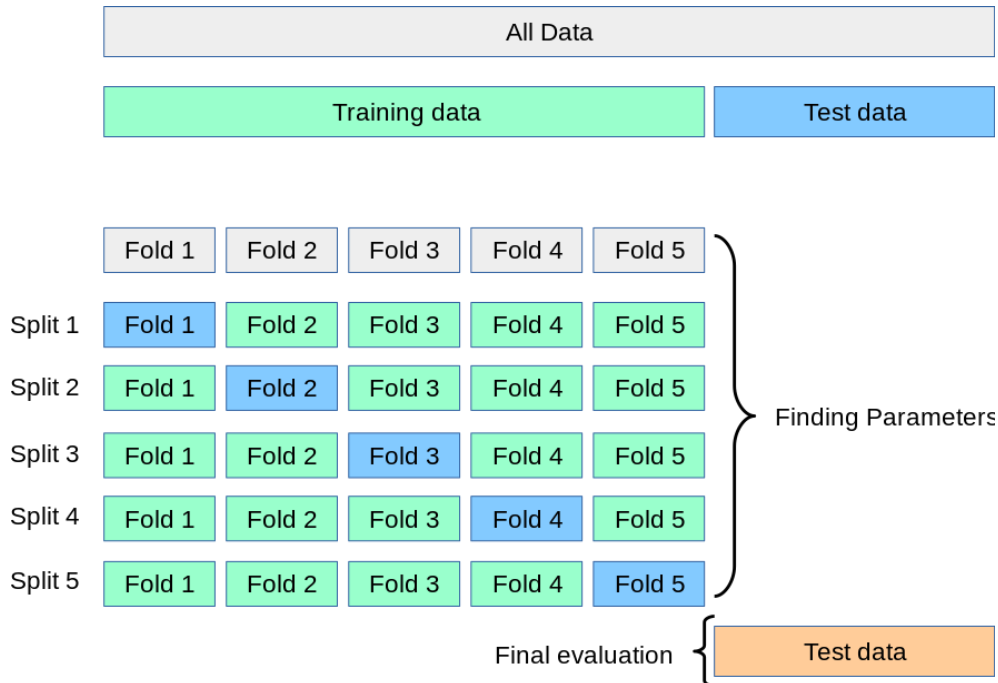 All Data
Training data Test data
Fold 1 Fold 2 Fold 3 Fold 4 Fold 5
Split 1 Fold 1 Fold 2 Fold 3 Fold 4 Fold 5
Split 2 Fold 1 Fold 2 Fold 3 Fold 4 Fold 5
Finding Parameters
Split 3 Fold 1 Fold 2 Fold 3 Fold 4 Fold 5
Split 4 Fold 1 Fold 2 Fold 3 Fold 4 Fold 5
Split 5 Fold 1 Fold 2 Fold 3 Fold 4 Fold 5
Final evaluation Test data